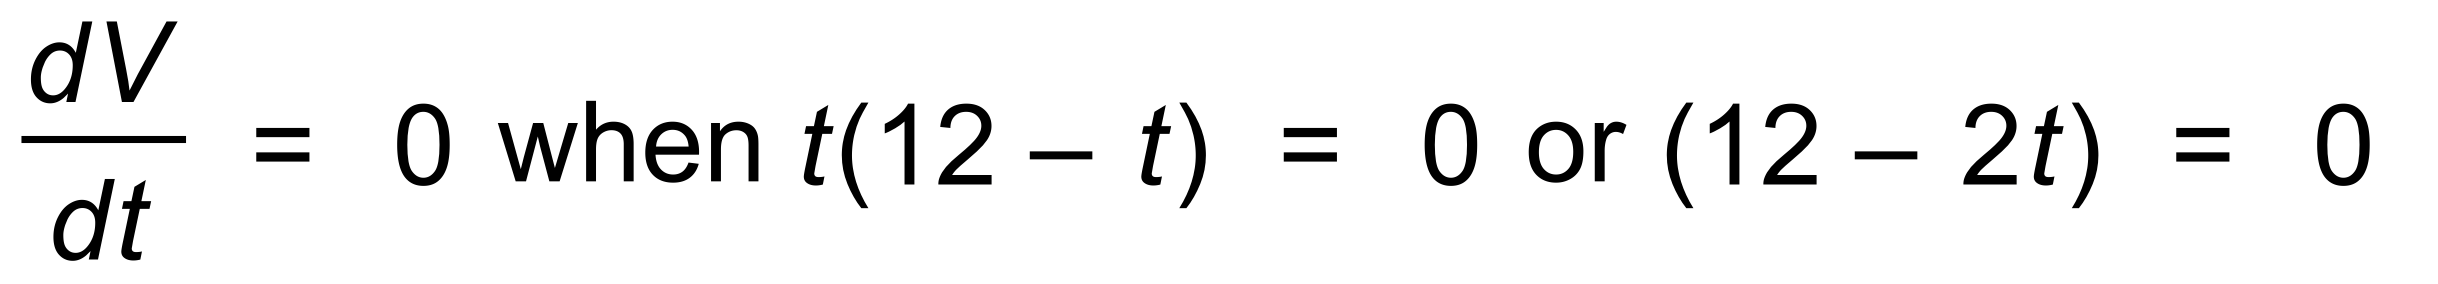 dV/dt = 0 when t(12 – t) = 0 or (12 – 2t) = 0